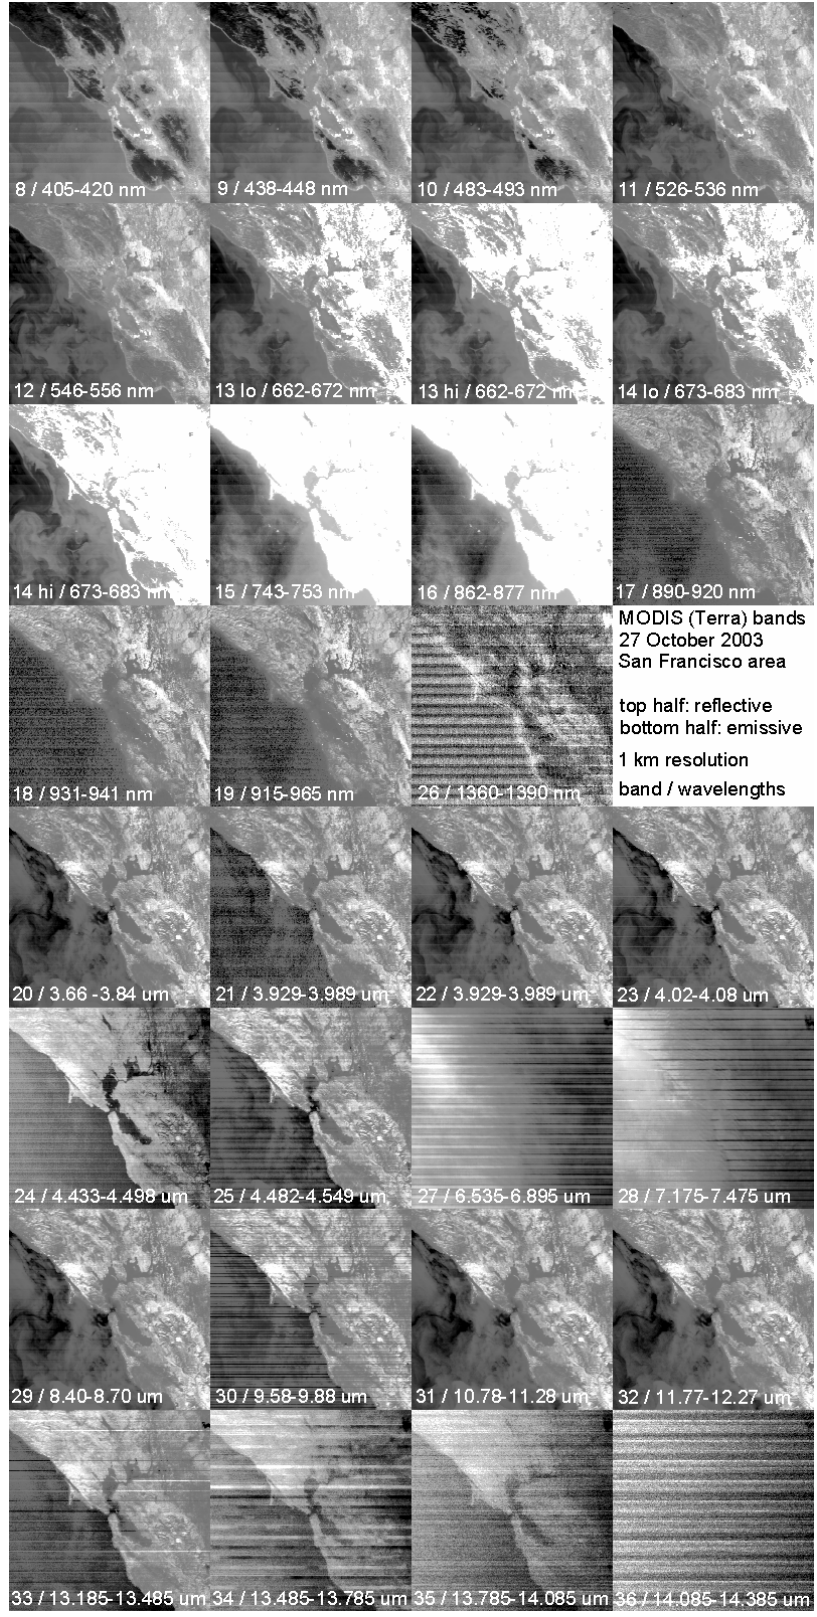 8 / 405-420 nm
9 / 438-448 nm
10 / 483-493 nm
11 / 526-536 nm
12 / 546-556 nm
13 lo / 662-672 nm
13 hi / 662-672 nm
14 lo / 673-683 nm
14 hi / 673-683 nm
15 / 743-753 nm
16 / 862-877 nm
17 / 890-920 nm
18 / 931-941 nm
19 / 915-965 nm
26 / 1360-1390 nm
MODIS (Terra) bands
27 October 2003
San Francisco area
top half: reflective
bottom half: emissive
1 km resolution
band / wavelengths
20 / 3.66 -3.84 um
21 / 3.929-3.989 um
22 / 3.929-3.989 um
23 / 4.02-4.08 um
24 / 4.433-4.498 um
25 / 4.482-4.549 um
27 / 6.535-6.895 um
28 / 7.175-7.475 um
29 / 8.40-8.70 um
30 / 9.58-9.88 um
31 / 10.78-11.28 um
32 / 11.77-12.27 um
33 / 13.185-13.485 um
34 / 13.485-13.785 um
35 / 13.785-14.085 um
36 / 14.085-14.385 um